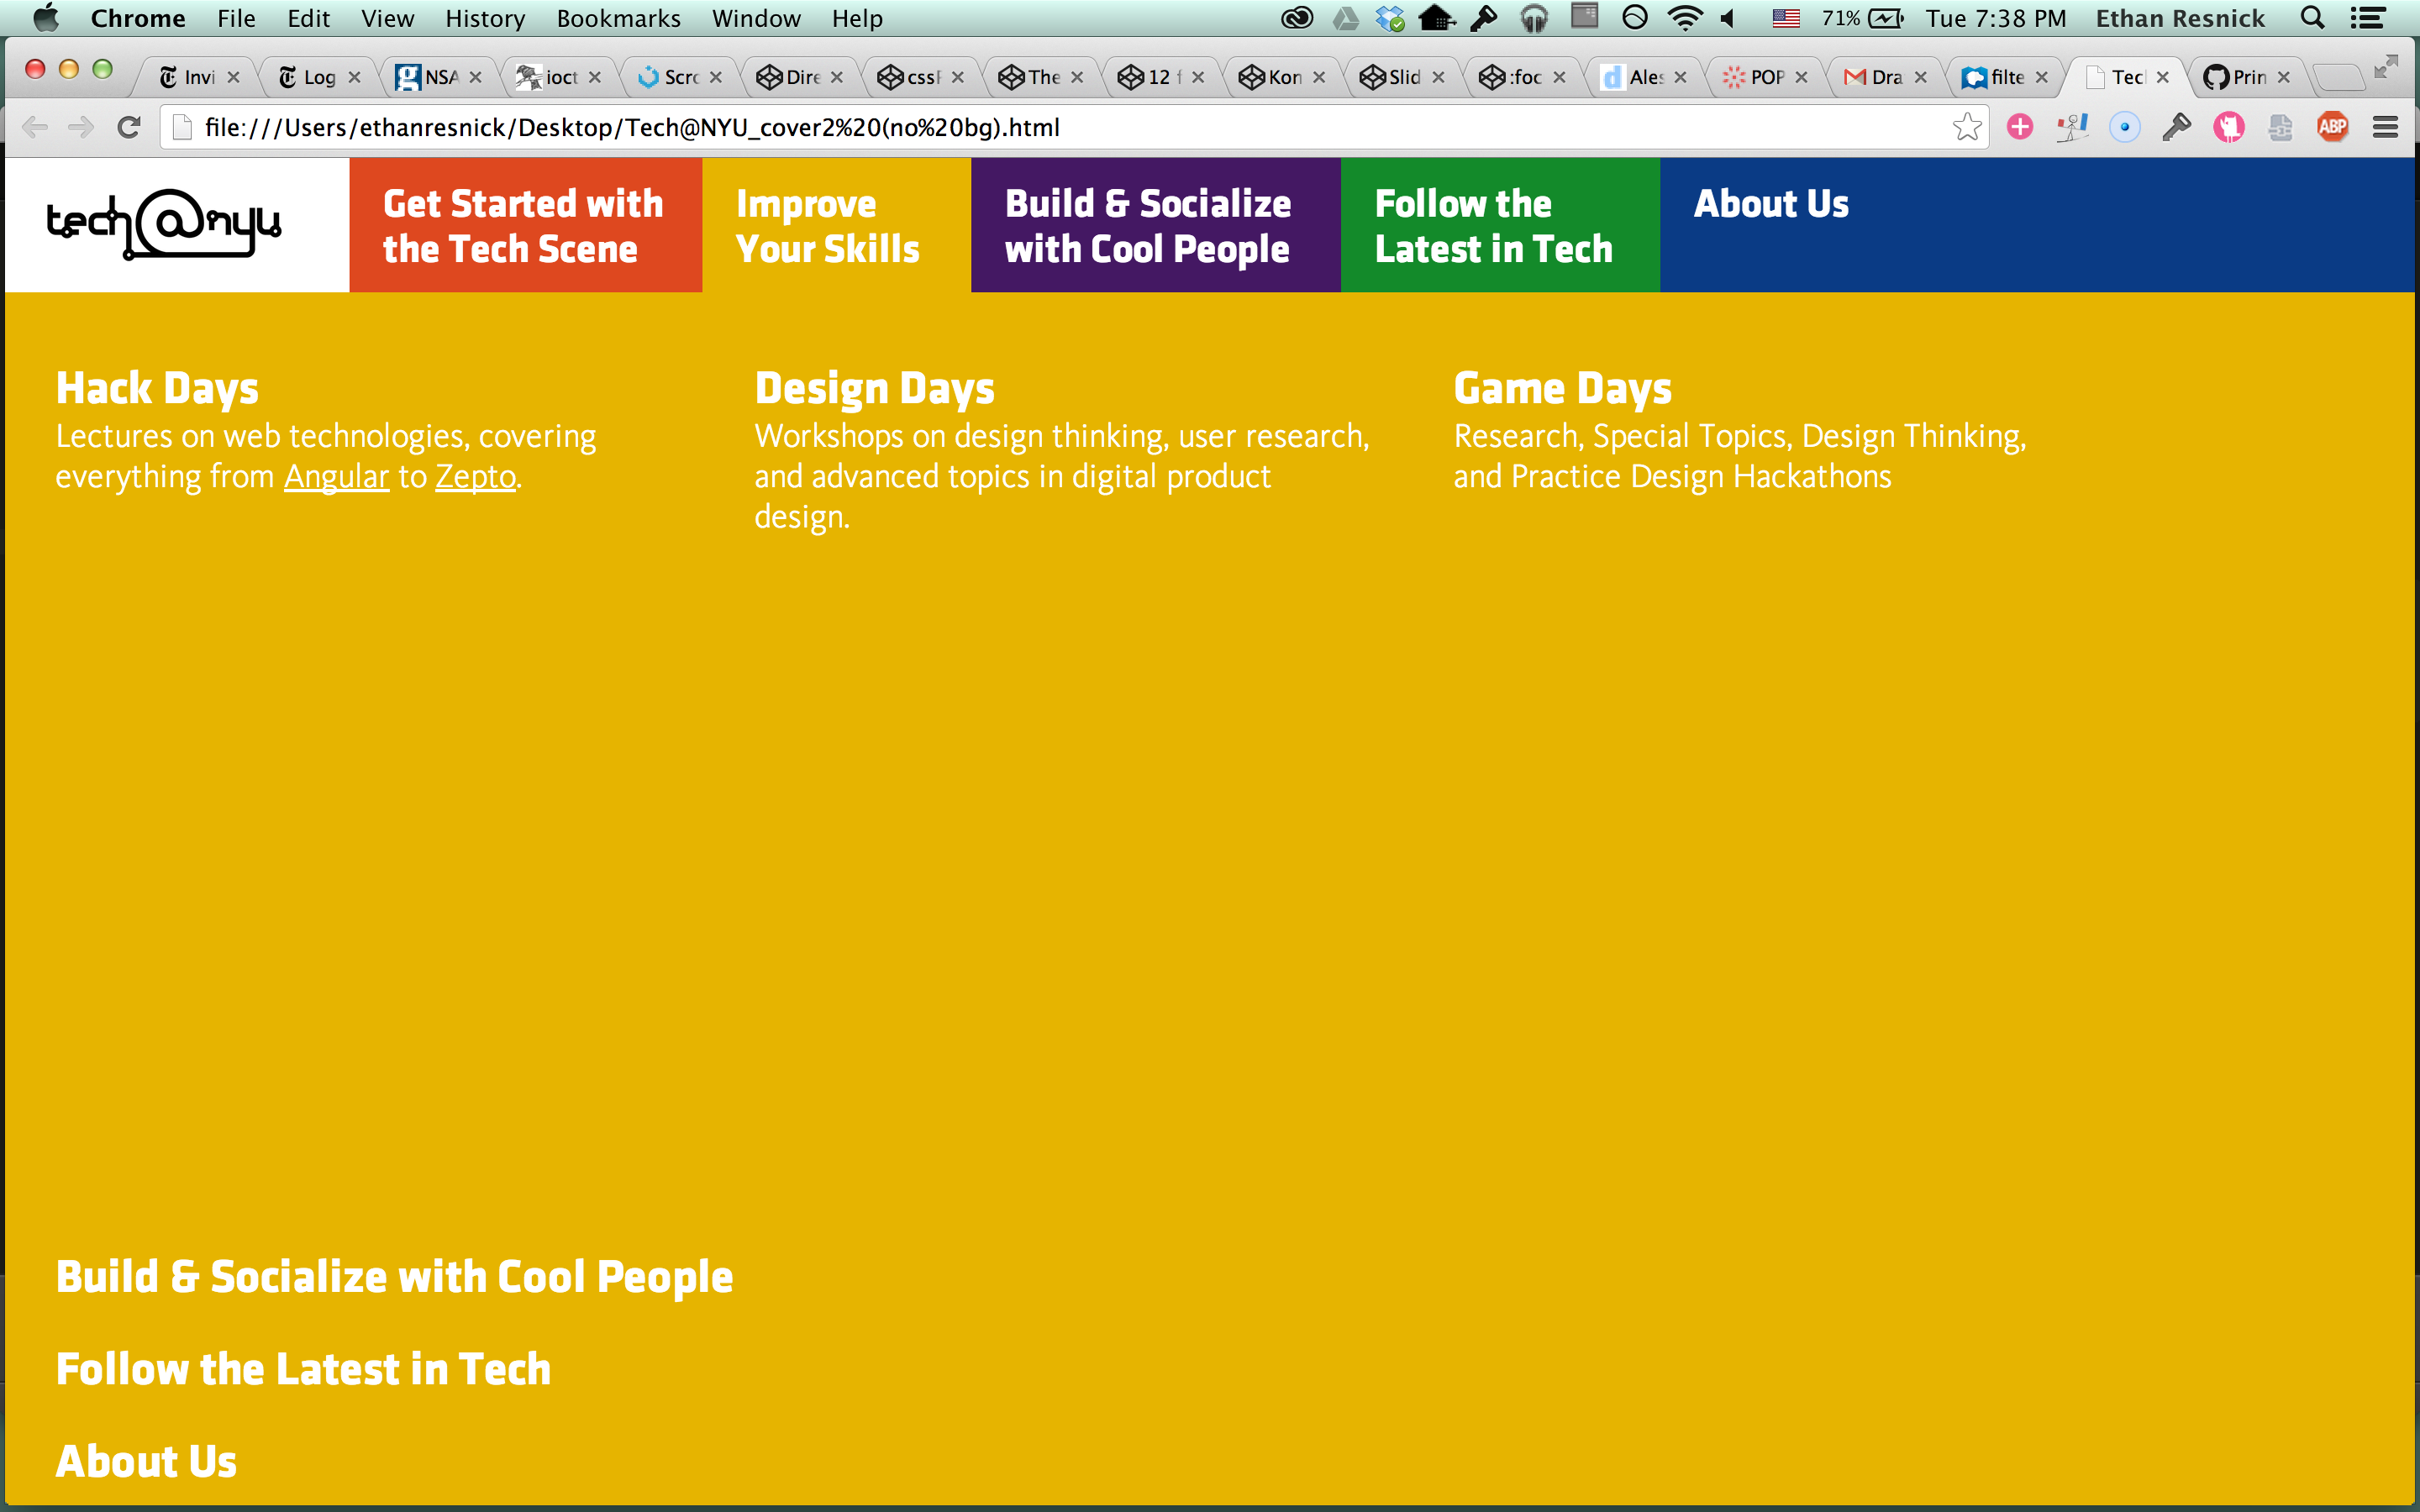 Chrome File Edit View History Bookmarks Window Help 71% Tue 7:38 PM Ethan Resnick
Invi Log NSA ioct Scro Dire cssF The 12 f Kon Slid :foc Ales POP Dra filte Tecl Prin
file:///Users/ethanresnick/Desktop/Tech@NYU_cover2%20(no%20bg).html ABP
tech@nyu
Get Started with
the Tech Scene
Improve
Your Skills
Build & Socialize
with Cool People
Follow the
Latest in Tech
About Us
Hack Days
Lectures on web technologies, covering
everything from Angular to Zepto.
Design Days
Workshops on design thinking, user research,
and advanced topics in digital product
design.
Game Days
Research, Special Topics, Design Thinking,
and Practice Design Hackathons
Build & Socialize with Cool People
Follow the Latest in Tech
About Us